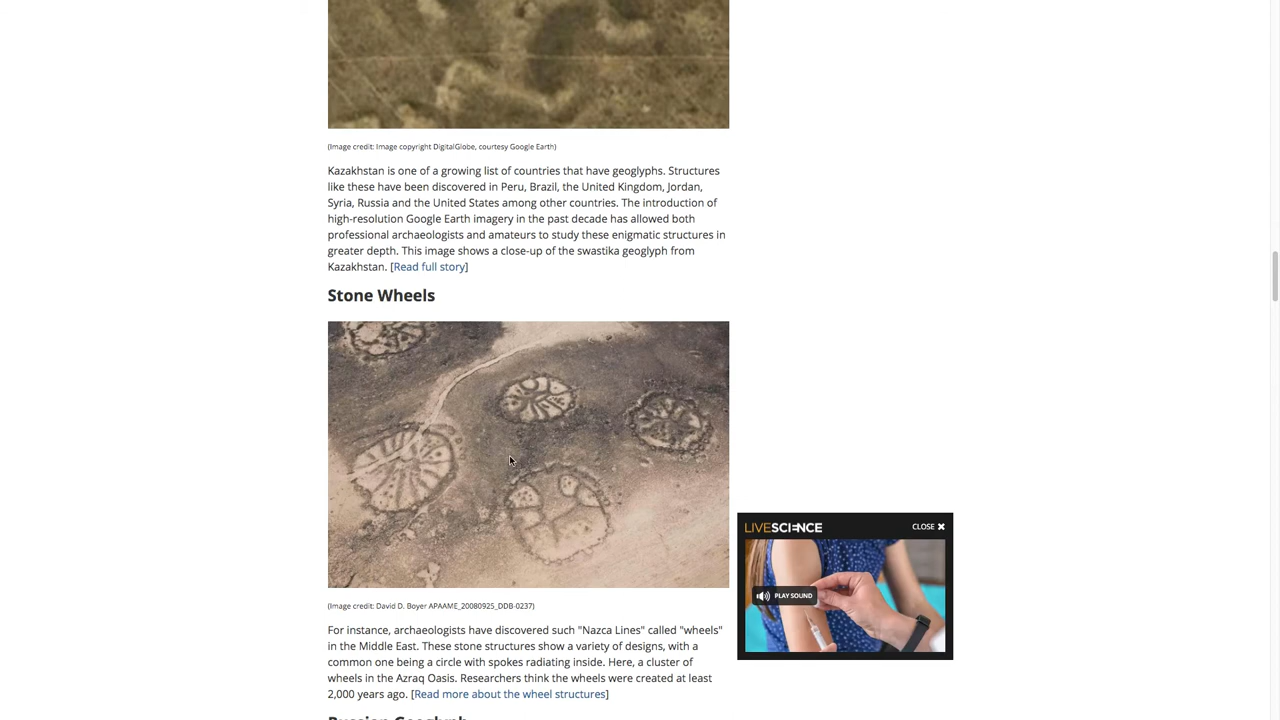 (Image credit: Image copyright DigitalGlobe, courtesy Google Earth)
Kazakhstan is one of a growing list of countries that have geoglyphs. Structures
like these have been discovered in Peru, Brazil, the United Kingdom, Jordan,
Syria, Russia and the United States among other countries. The introduction of
high-resolution Google Earth imagery in the past decade has allowed both
professional archaeologists and amateurs to study these enigmatic structures in
greater depth. This image shows a close-up of the swastika geoglyph from
Kazakhstan. [Read full story]
Stone Wheels
(Image credit: David D. Boyer APAAME_20080925_DDB-0237)
For instance, archaeologists have discovered such "Nazca Lines" called "wheels"
in the Middle East. These stone structures show a variety of designs, with a
common one being a circle with spokes radiating inside. Here, a cluster of
wheels in the Azraq Oasis. Researchers think the wheels were created at least
2,000 years ago. [Read more about the wheel structures]
Russian Geoglyph
LIVESCIENCE
CLOSE ✖
PLAY SOUND